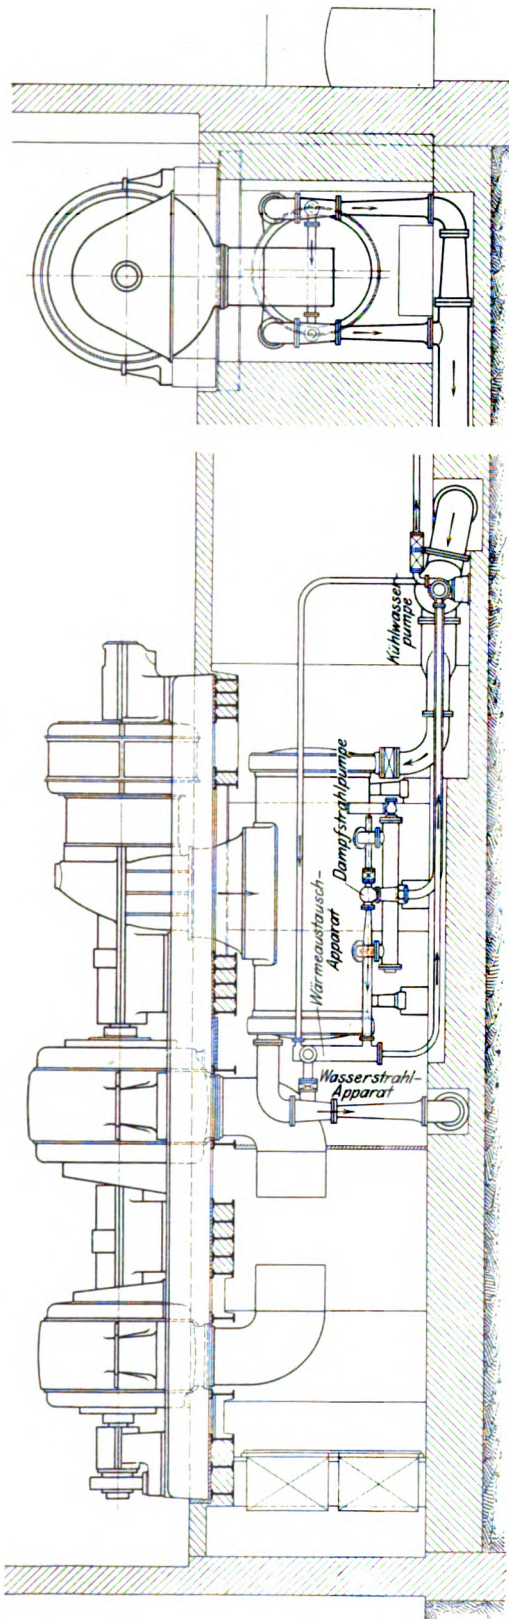 Kühlwasser-
pumpe
Dampfstrahlpumpe
Wärmeaustausch-
Apparat
Wasserstrahl-
Apparat